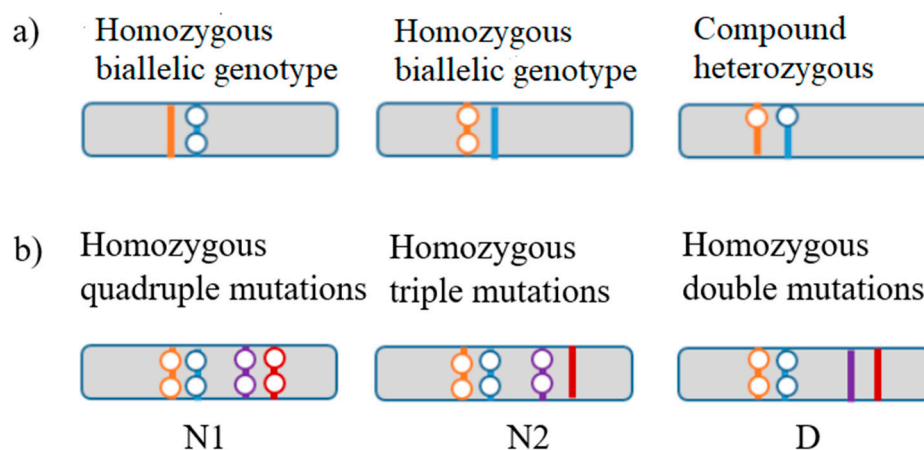 a)
Homozygous
biallelic genotype
Homozygous
biallelic genotype
Compound
heterozygous
b)
Homozygous
quadruple mutations
Homozygous
triple mutations
Homozygous
double mutations
N1
N2
D